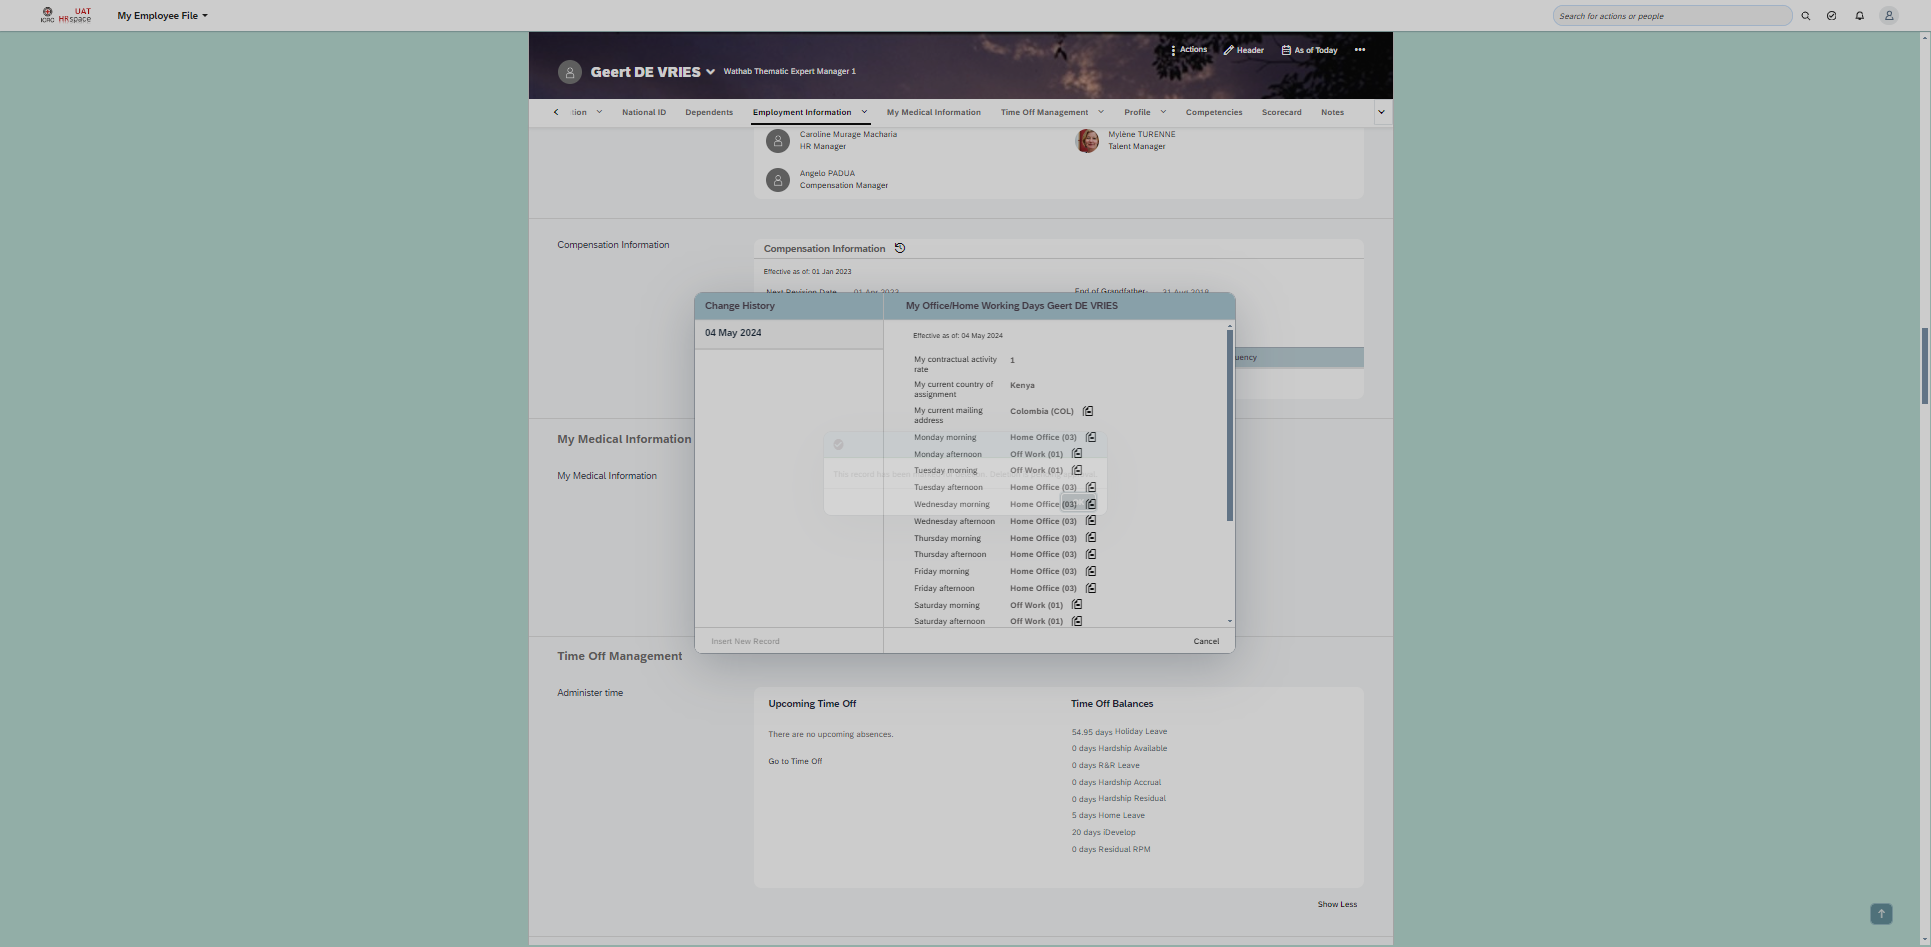 UAT
ICRC HRspace
My Employee File
Search for actions or people
Actions
Header
As of Today
Geert DE VRIES
Wathab Thematic Expert Manager 1
tion
National ID
Dependents
Employment Information
My Medical Information
Time Off Management
Profile
Competencies
Scorecard
Notes
Caroline Murage Macharia
HR Manager
Mylène TURENNE
Talent Manager
Angelo PADUA
Compensation Manager
Compensation Information
Compensation Information
Effective as of: 01 Jan 2023
Next Revision Date 01 Apr 2023
End of Grandfather- 31 Aug 2018
uency
Change History
My Office/Home Working Days Geert DE VRIES
04 May 2024
Effective as of: 04 May 2024
My contractual activity rate 1
My current country of assignment Kenya
My current mailing address Colombia (COL)
Monday morning Home Office (03)
Monday afternoon Off Work (01)
Tuesday morning Off Work (01)
Tuesday afternoon Home Office (03)
Wednesday morning Home Office (03)
Wednesday afternoon Home Office (03)
Thursday morning Home Office (03)
Thursday afternoon Home Office (03)
Friday morning Home Office (03)
Friday afternoon Home Office (03)
Saturday morning Off Work (01)
Saturday afternoon Off Work (01)
This record has been
Insert New Record
Cancel
My Medical Information
My Medical Information
Time Off Management
Administer time
Upcoming Time Off
There are no upcoming absences.
Go to Time Off
Time Off Balances
54.95 days Holiday Leave
0 days Hardship Available
0 days R&R Leave
0 days Hardship Accrual
0 days Hardship Residual
5 days Home Leave
20 days iDevelop
0 days Residual RPM
Show Less